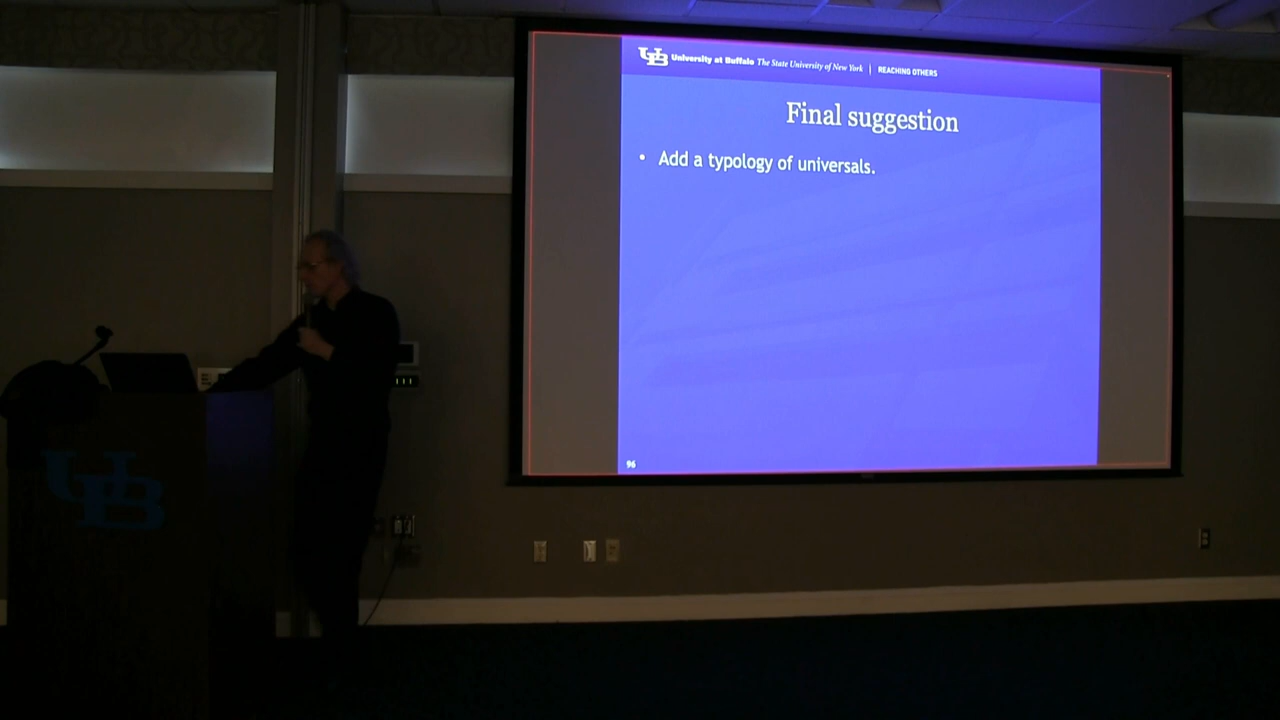 UB University at Buffalo The State University of New York | REACHING OTHERS
Final suggestion
• Add a typology of universals.
96
UB